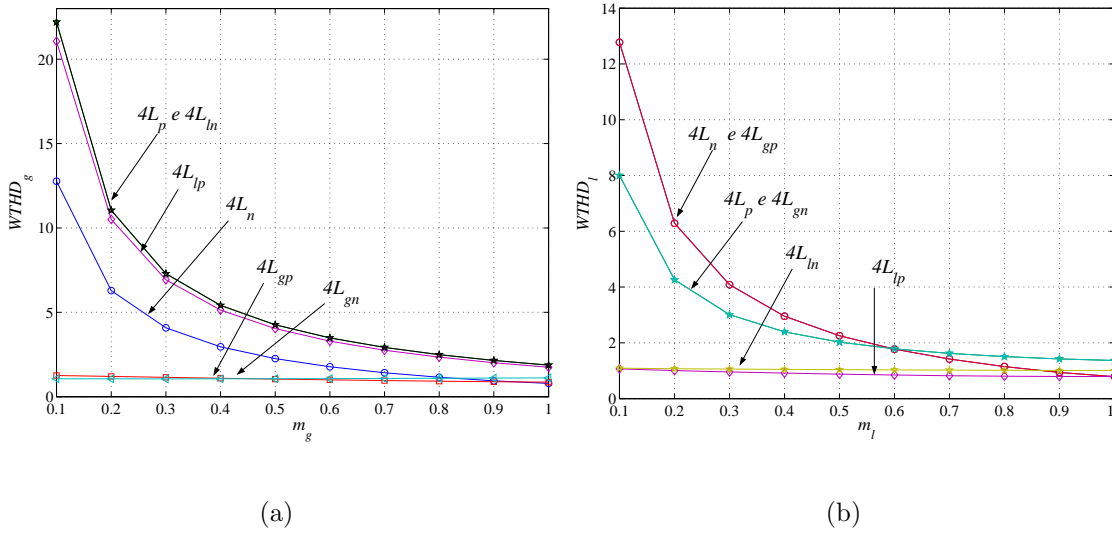 20
15
10
5
0
0.1 0.2 0.3 0.4 0.5 0.6 0.7 0.8 0.9 1
WTHD_g
m_g
4L_p e 4L_ln
4L_lp
4L_n
4L_gp
4L_gn
(a)
14
12
10
8
6
4
2
0
0.1 0.2 0.3 0.4 0.5 0.6 0.7 0.8 0.9 1
WTHD_l
m_l
4L_n e 4L_gp
4L_p e 4L_gn
4L_ln
4L_lp
(b)